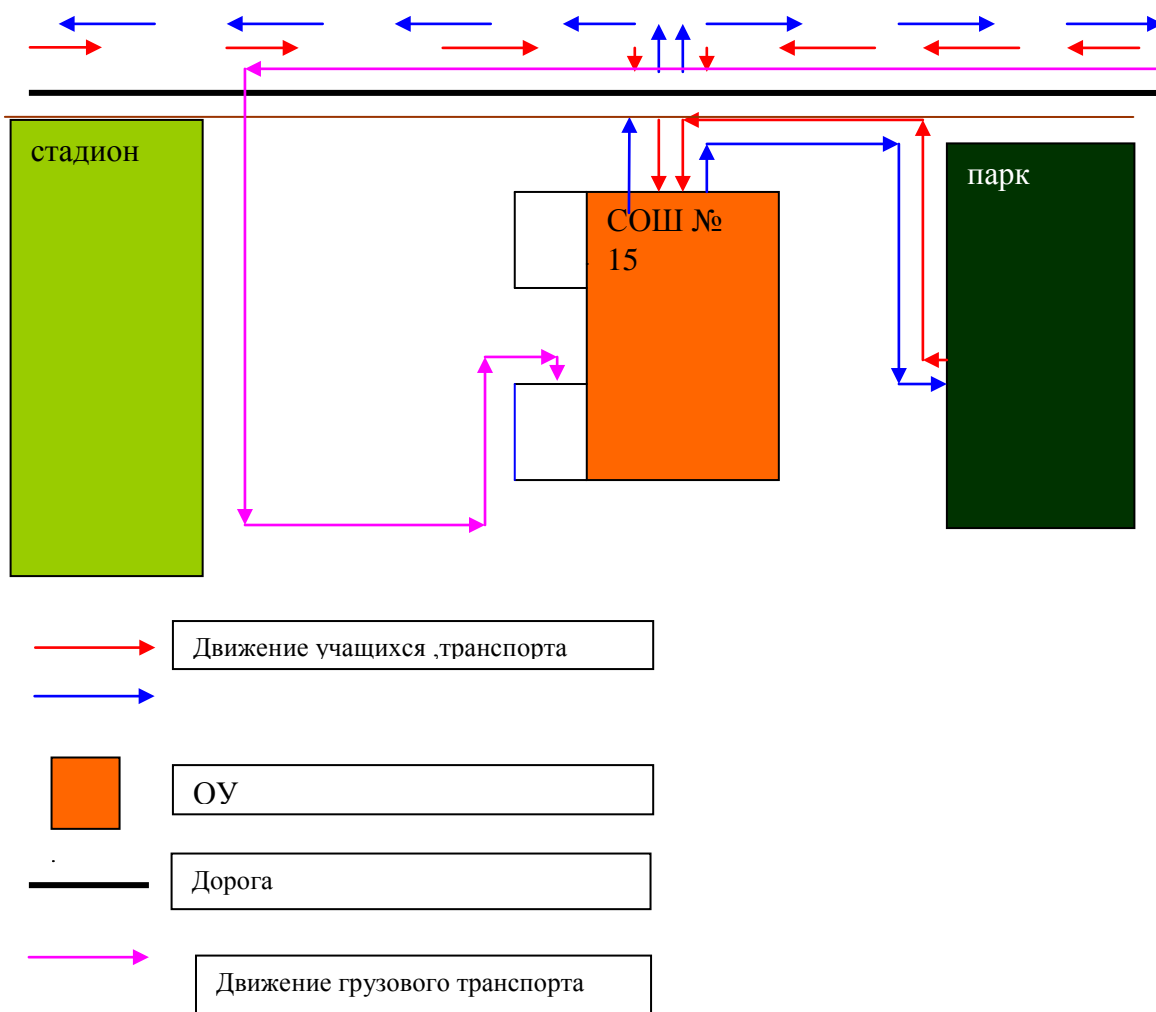 стадион
парк
СОШ №
15
Движение учащихся ,транспорта
ОУ
Дорога
Движение грузового транспорта